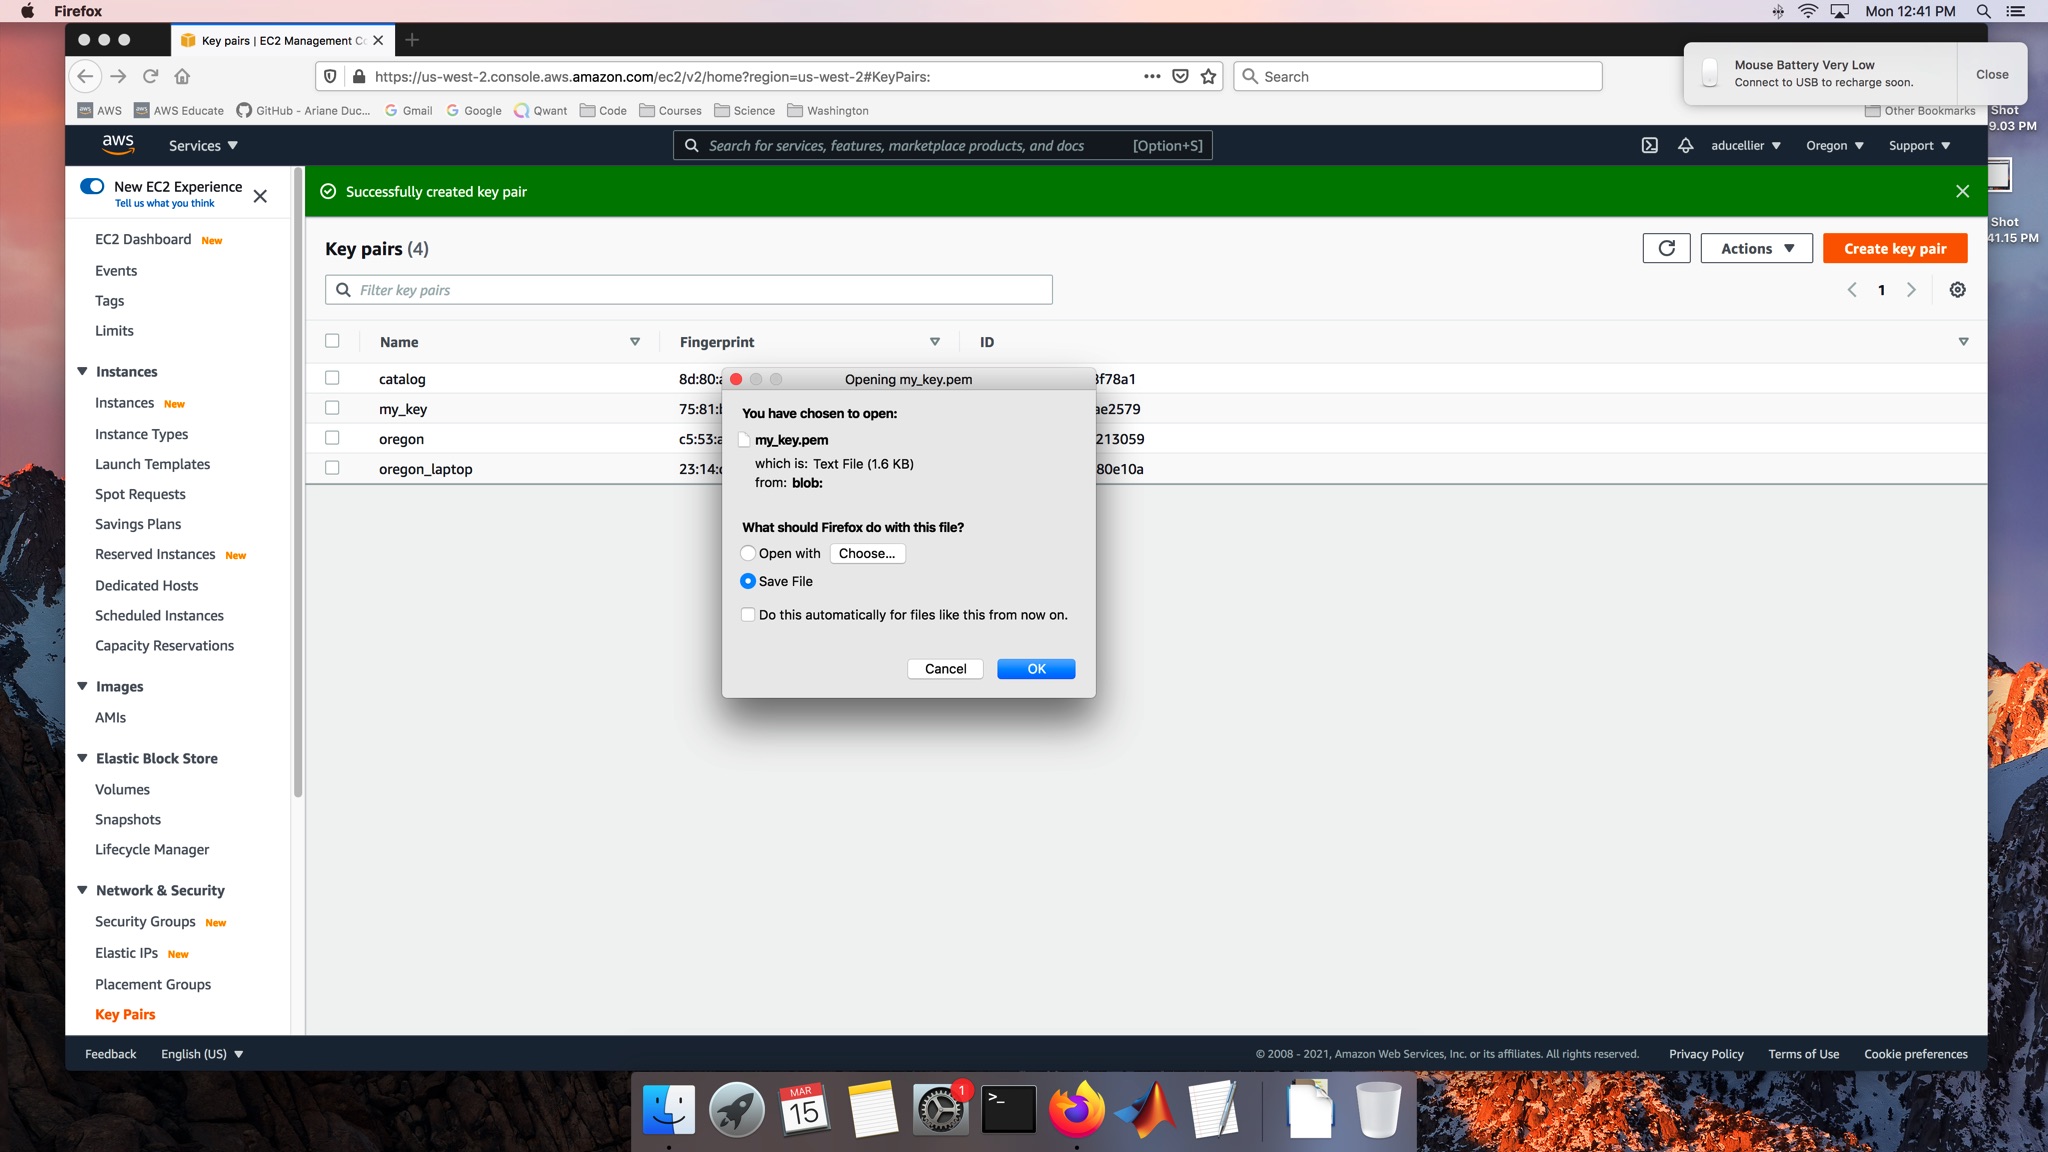 Firefox
Mon 12:41 PM
Key pairs | EC2 Management Co
https://us-west-2.console.aws.amazon.com/ec2/v2/home?region=us-west-2#KeyPairs:
Search
Mouse Battery Very Low
Connect to USB to recharge soon.
Close
AWS
AWS Educate
GitHub - Ariane Duc...
Gmail
Google
Qwant
Code
Courses
Science
Washington
Other Bookmarks
Shot
9.03 PM
aws
Services
Search for services, features, marketplace products, and docs
[Option+S]
aducellier
Oregon
Support
New EC2 Experience
Tell us what you think
Successfully created key pair
Shot
41.15 PM
EC2 Dashboard New
Events
Tags
Limits
Instances
Instances New
Instance Types
Launch Templates
Spot Requests
Savings Plans
Reserved Instances New
Dedicated Hosts
Scheduled Instances
Capacity Reservations
Images
AMIs
Elastic Block Store
Volumes
Snapshots
Lifecycle Manager
Network & Security
Security Groups New
Elastic IPs New
Placement Groups
Key Pairs
Key pairs (4)
Actions
Create key pair
Filter key pairs
1
Name
Fingerprint
ID
catalog
8d:80:a
3f78a1
my_key
75:81:b
ae2579
oregon
c5:53:a
213059
oregon_laptop
23:14:
80e10a
Opening my_key.pem
You have chosen to open:
my_key.pem
which is: Text File (1.6 KB)
from: blob:
What should Firefox do with this file?
Open with
Choose...
Save File
Do this automatically for files like this from now on.
Cancel
OK
Feedback
English (US)
© 2008 - 2021, Amazon Web Services, Inc. or its affiliates. All rights reserved.
Privacy Policy
Terms of Use
Cookie preferences
MAR
15
1
>_